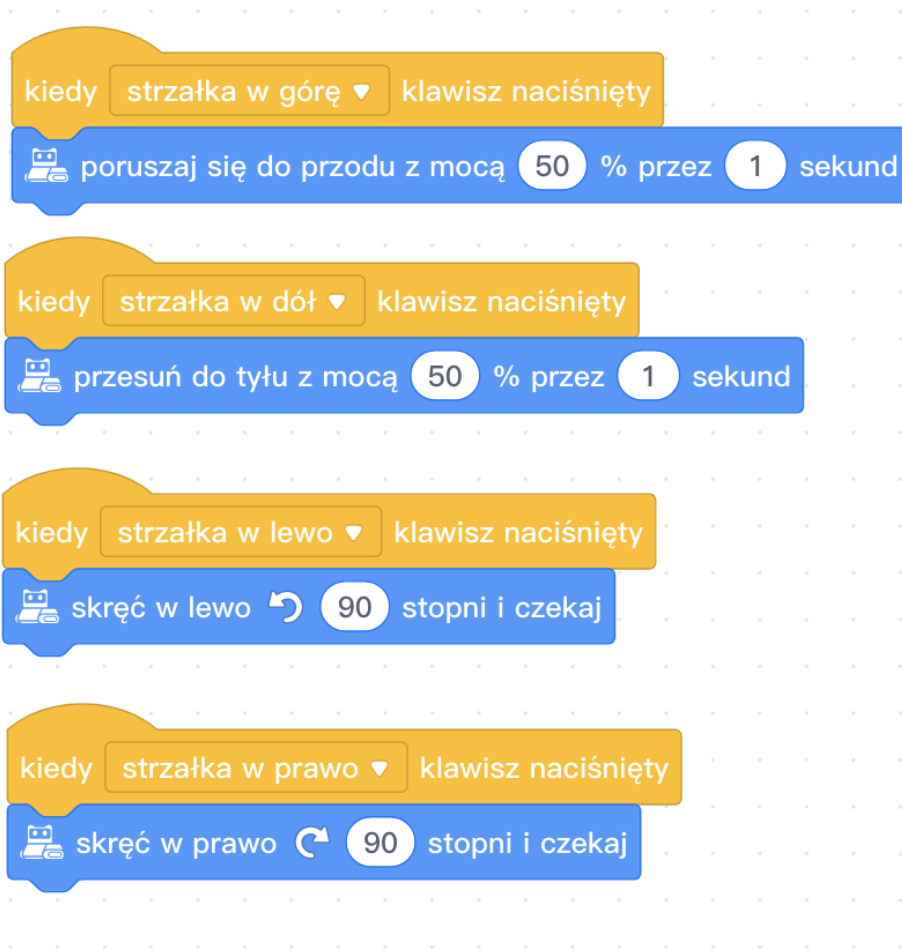 kiedy strzałka w górę klawisz naciśnięty
poruszaj się do przodu z mocą 50 % przez 1 sekund
kiedy strzałka w dół klawisz naciśnięty
przesuń do tyłu z mocą 50 % przez 1 sekund
kiedy strzałka w lewo klawisz naciśnięty
skręć w lewo 90 stopni i czekaj
kiedy strzałka w prawo klawisz naciśnięty
skręć w prawo 90 stopni i czekaj